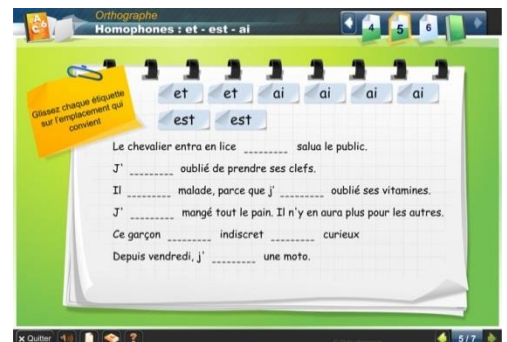 Orthographe
Homophones : et - est - ai
4 5 6
Glissez chaque étiquette
sur l'emplacement qui
convient
et et ai ai ai ai
est est
Le chevalier entra en lice ________ salua le public.
J' ________ oublié de prendre ses clefs.
Il ________ malade, parce que j' ________ oublié ses vitamines.
J' ________ mangé tout le pain. Il n'y en aura plus pour les autres.
Ce garçon ________ indiscret ________ curieux
Depuis vendredi, j' ________ une moto.
x Quitter ? 5/7